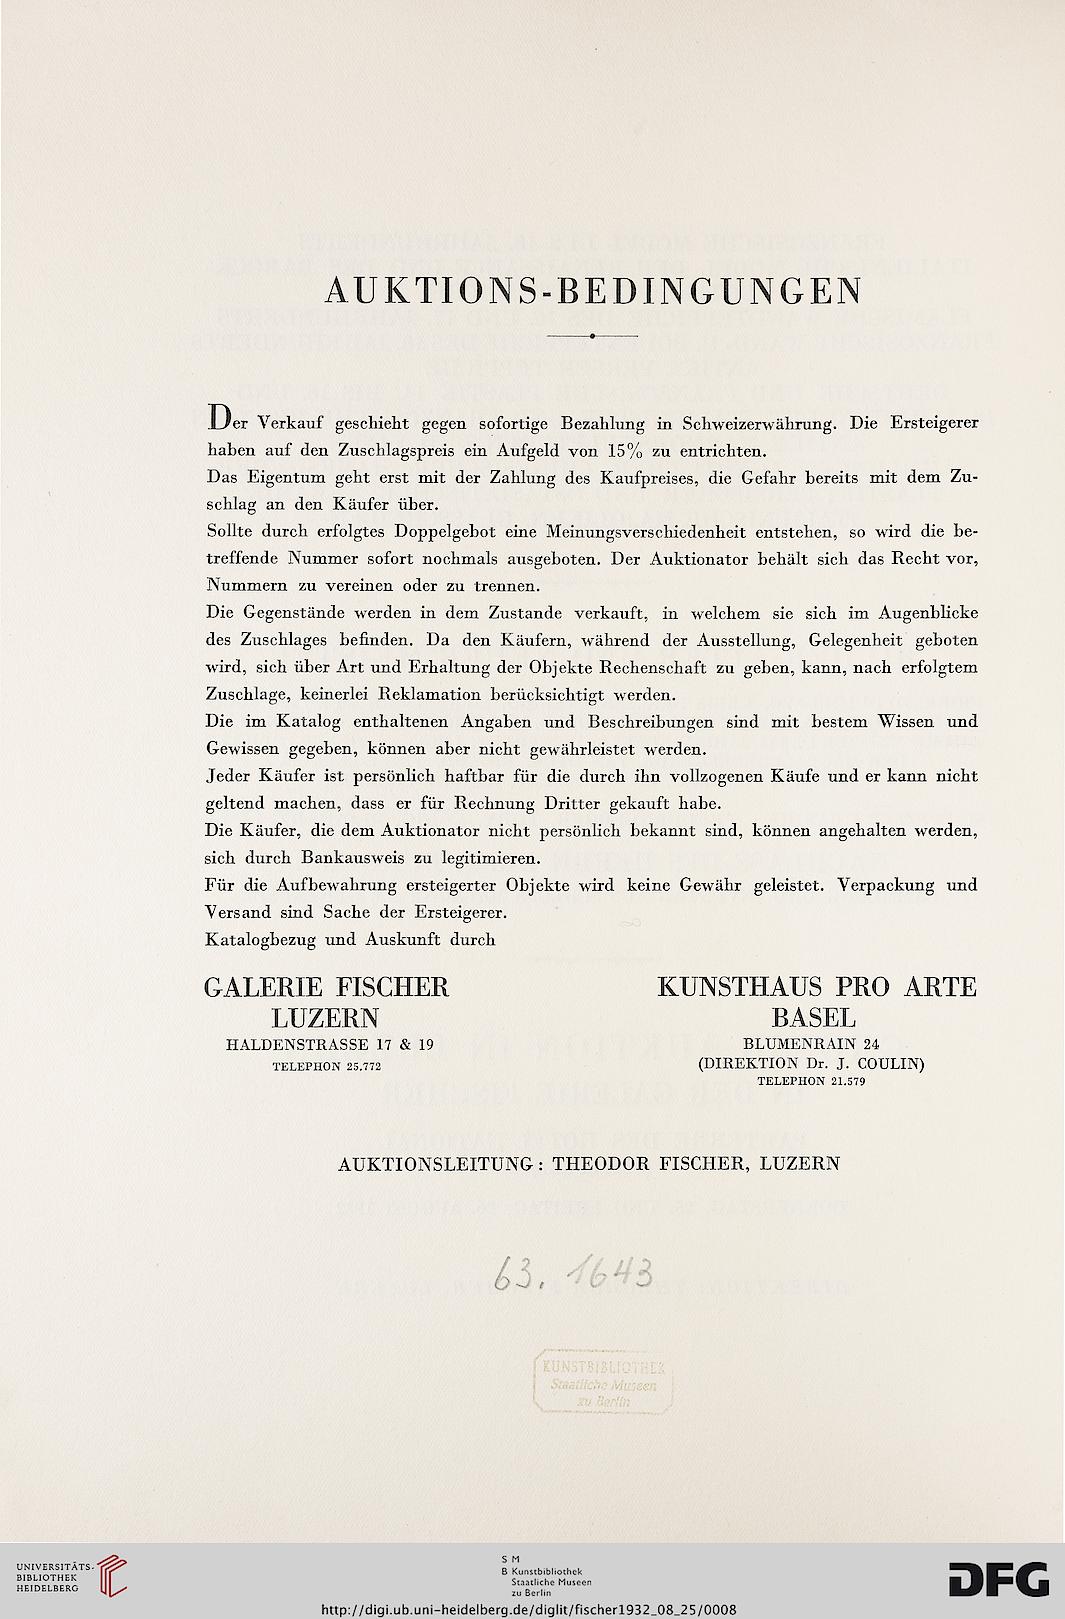 AUKTIONS-BEDINGUNGEN
Der Verkauf geschieht gegen sofortige Bezahlung in Schweizerwährung. Die Ersteigerer
haben auf den Zuschlagspreis ein Aufgeld von 15% zu entrichten.
Das Eigentum geht erst mit der Zahlung des Kaufpreises, die Gefahr bereits mit dem Zu-
schlag an den Käufer über.
Sollte durch erfolgtes Doppelgebot eine Meinungsverschiedenheit entstehen, so wird die be-
treffende Nummer sofort nochmals ausgeboten. Der Auktionator behält sich das Recht vor,
Nummern zu vereinen oder zu trennen.
Die Gegenstände werden in dem Zustande verkauft, in welchem sie sich im Augenblicke
des Zuschlages befinden. Da den Käufern, während der Ausstellung, Gelegenheit geboten
wird, sich über Art und Erhaltung der Objekte Rechenschaft zu geben, kann, nach erfolgtem
Zuschlage, keinerlei Reklamation berücksichtigt werden.
Die im Katalog enthaltenen Angaben und Beschreibungen sind mit bestem Wissen und
Gewissen gegeben, können aber nicht gewährleistet werden.
Jeder Käufer ist persönlich haftbar für die durch ihn vollzogenen Käufe und er kann nicht
geltend machen, dass er für Rechnung Dritter gekauft habe.
Die Käufer, die dem Auktionator nicht persönlich bekannt sind, können angehalten werden,
sich durch Bankausweis zu legitimieren.
Für die Aufbewahrung ersteigerter Objekte wird keine Gewähr geleistet. Verpackung und
Versand sind Sache der Ersteigerer.
Katalogbezug und Auskunft durch
GALERIE FISCHER
LUZERN
HALDENSTRASSE 17 & 19
TELEPHON 25.772
KUNSTHAUS PRO ARTE
BASEL
BLUMENRAIN 24
(DIREKTION Dr. J. COULIN)
TELEPHON 21.579
AUKTIONSLEITUNG: THEODOR FISCHER, LUZERN
63. 1643
KUNSTBIBLIOTHEK
Staatliche Museen
zu Berlin
UNIVERSITÄTS-
BIBLIOTHEK
HEIDELBERG
S M
B Kunstbibliothek
Staatliche Museen
zu Berlin
DFG
http://digi.ub.uni-heidelberg.de/diglit/fischer1932_08_25/0008